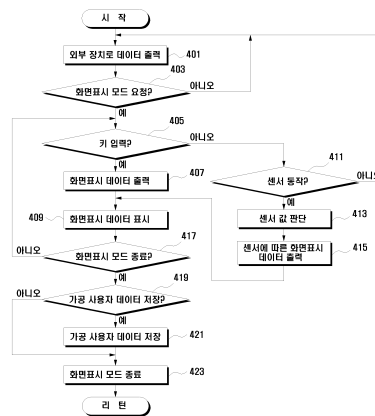 시 작
외부 장치로 데이터 출력
401
403
화면표시 모드 요청?
아니오
예
405
키 입력?
아니오
예
407
화면표시 데이터 출력
411
센서 동작?
아니오
예
409
화면표시 데이터 표시
센서 값 판단
413
417
화면표시 모드 종료?
아니오
예
센서에 따른 화면표시
데이터 출력
415
419
가공 사용자 데이터 저장?
아니오
예
가공 사용자 데이터 저장
421
화면표시 모드 종료
423
리 턴